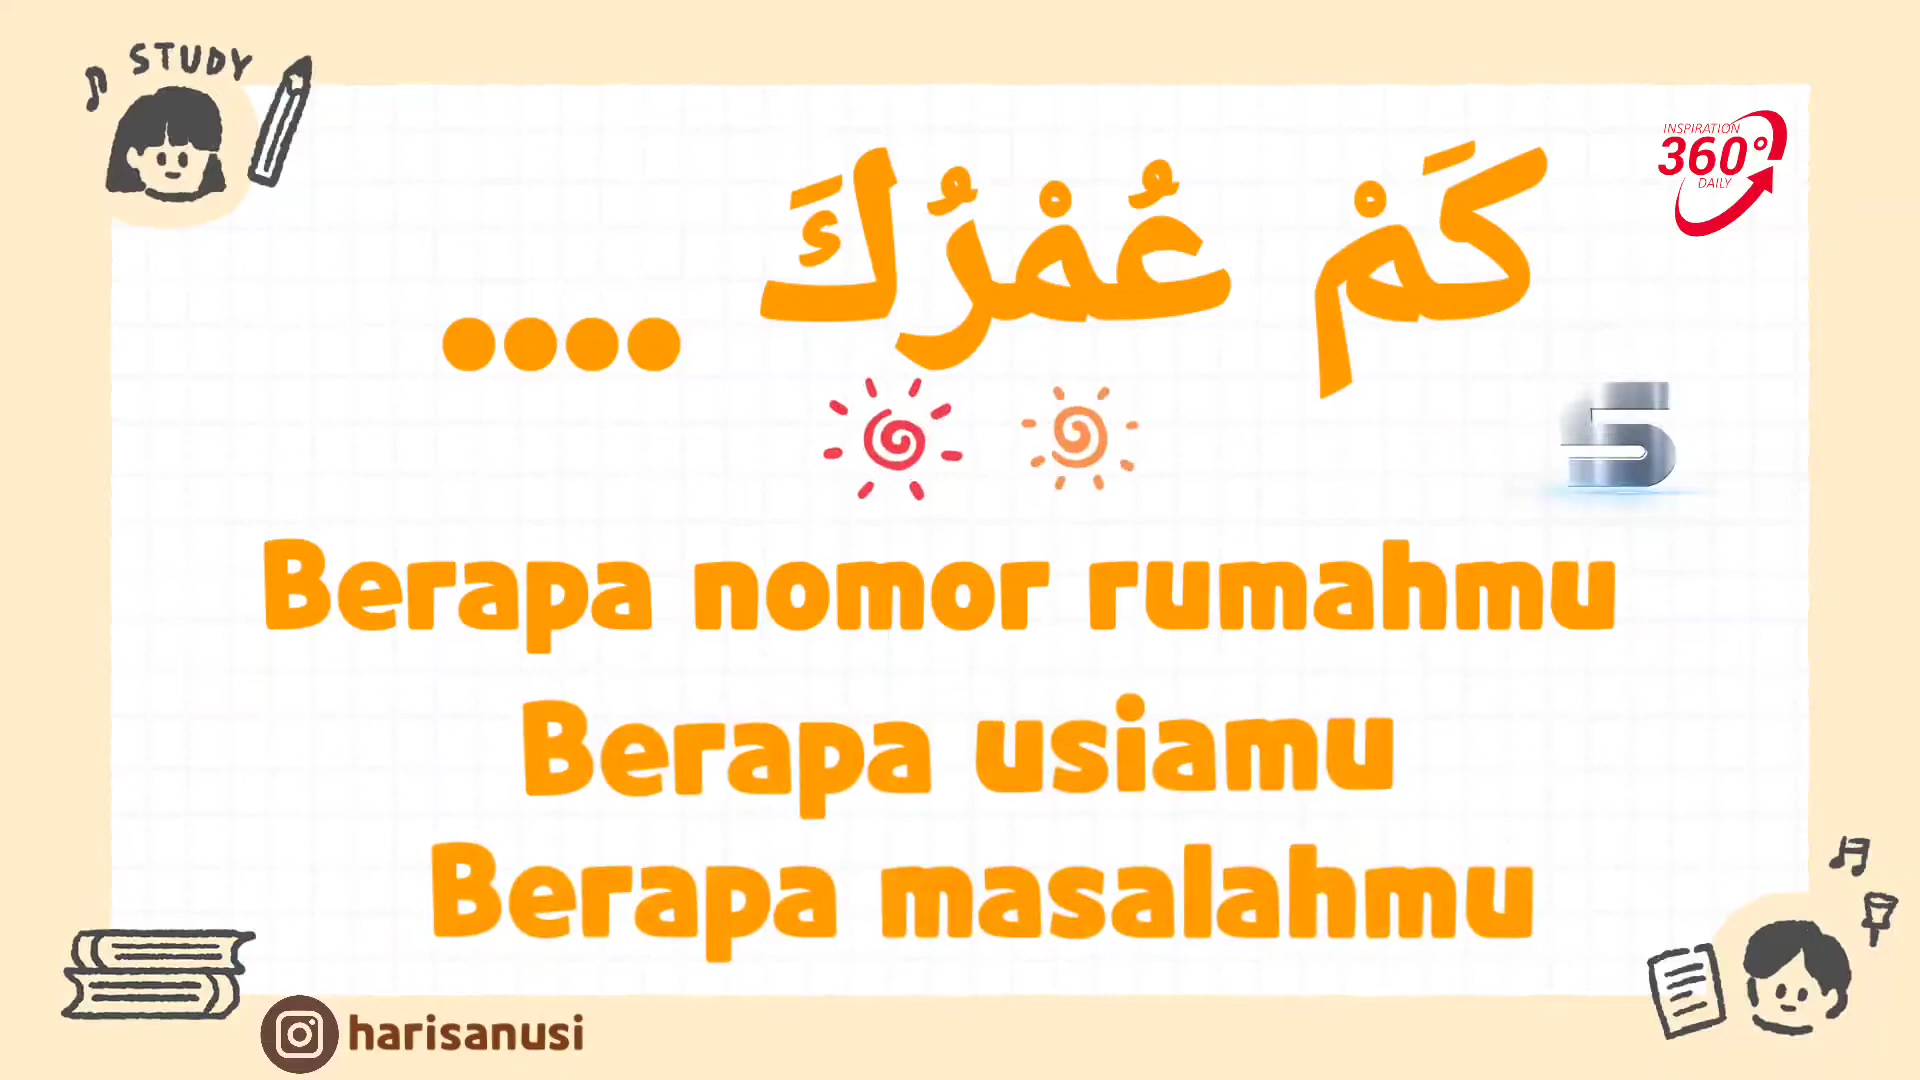 STUDY
INSPIRATION
360°
DAILY
كَمْ عُمْرُكَ ....
5
Berapa nomor rumahmu
Berapa usiamu
Berapa masalahmu
harisanusi